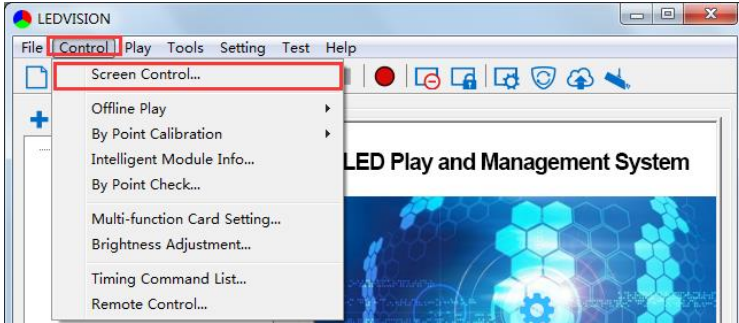 LEDVISION
File Control Play Tools Setting Test Help
Screen Control...
Offline Play
By Point Calibration
Intelligent Module Info...
By Point Check...
Multi-function Card Setting...
Brightness Adjustment...
Timing Command List...
Remote Control...
LED Play and Management System